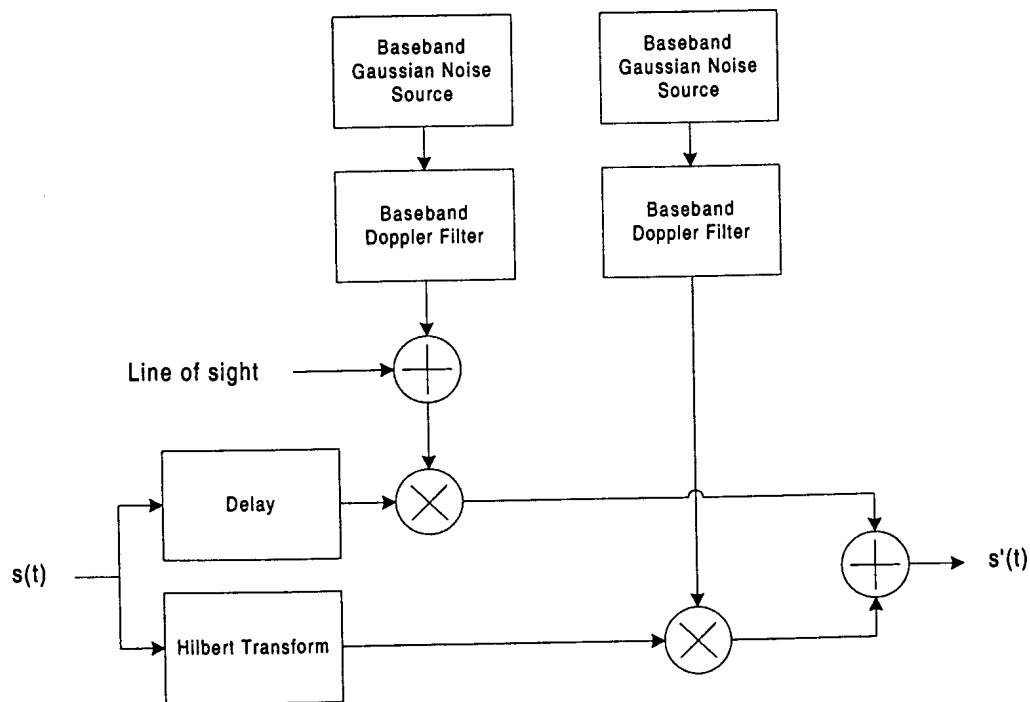 Baseband
Gaussian Noise
Source
Baseband
Gaussian Noise
Source
Baseband
Doppler Filter
Baseband
Doppler Filter
Line of sight
Delay
s(t)
s'(t)
Hilbert Transform